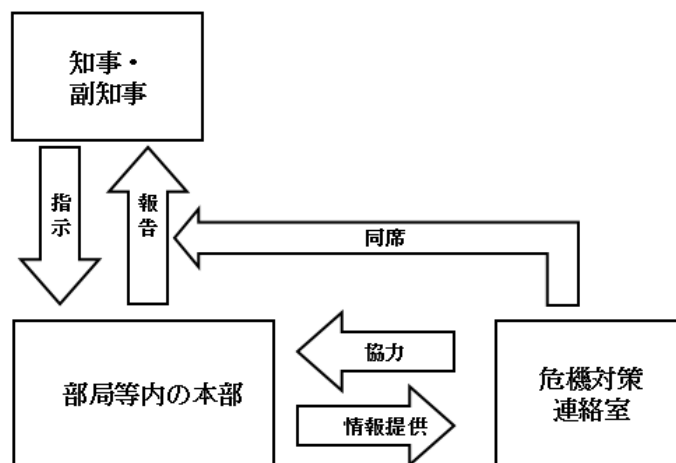 知事・
副知事
指示
報告
同席
協力
部局等内の本部
情報提供
危機対策
連絡室